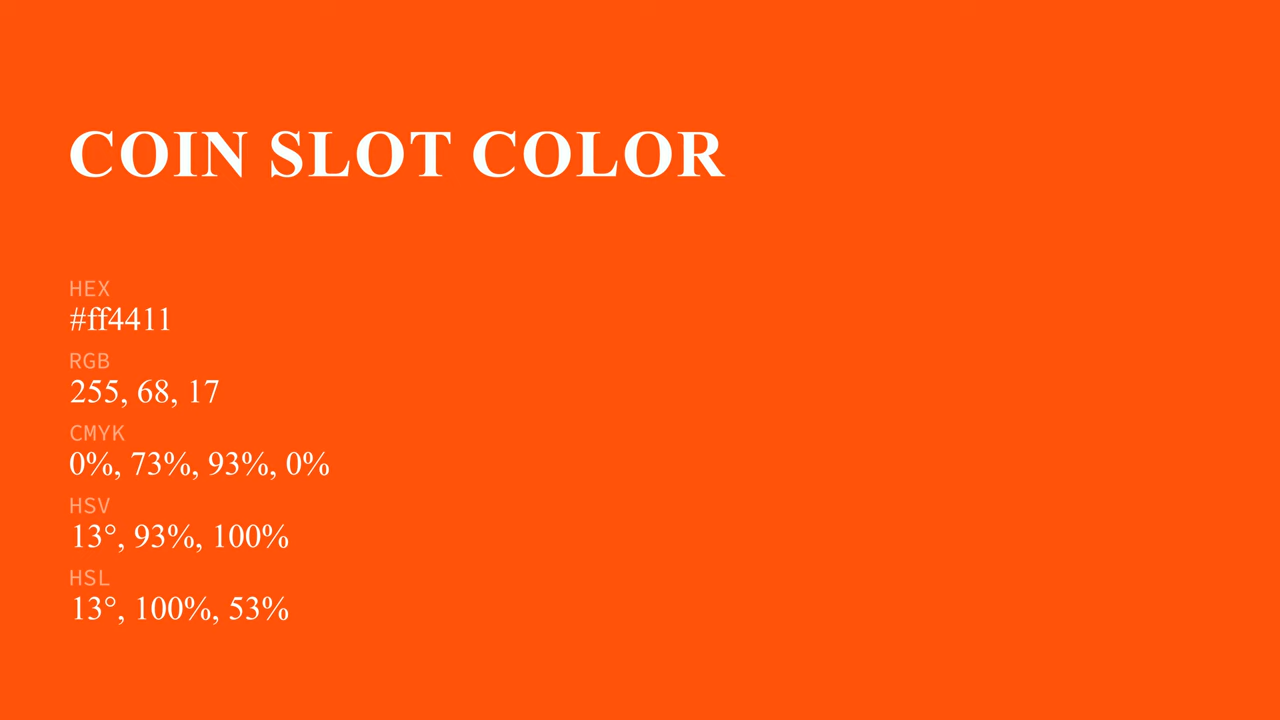 COIN SLOT COLOR
HEX
#ff4411
RGB
255, 68, 17
CMYK
0%, 73%, 93%, 0%
HSV
13°, 93%, 100%
HSL
13°, 100%, 53%